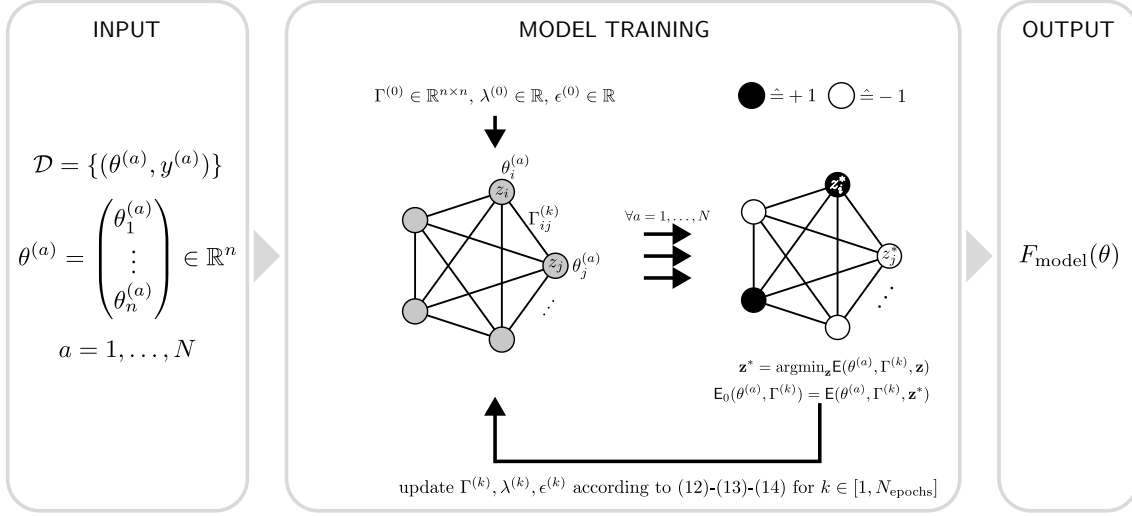 INPUT
𝒟 = {(θ^(a), y^(a))}
θ^(a) = (θ_1^(a) ⋮ θ_n^(a)) ∈ ℝ^n
a = 1, . . . , N
MODEL TRAINING
Γ^(0) ∈ ℝ^{n×n}, λ^(0) ∈ ℝ, ϵ^(0) ∈ ℝ
≙ +1 ≙ −1
θ_i^(a)
z_i
Γ_ij^(k)
z_j θ_j^(a)
⋰
∀a = 1, . . . , N
z_i^*
z_j^*
⋰
𝐳* = argmin_𝐳 E(θ^(a), Γ^(k), 𝐳)
E_0(θ^(a), Γ^(k)) = E(θ^(a), Γ^(k), 𝐳*)
update Γ^(k), λ^(k), ϵ^(k) according to (12)-(13)-(14) for k ∈ [1, N_epochs]
OUTPUT
F_model(θ)